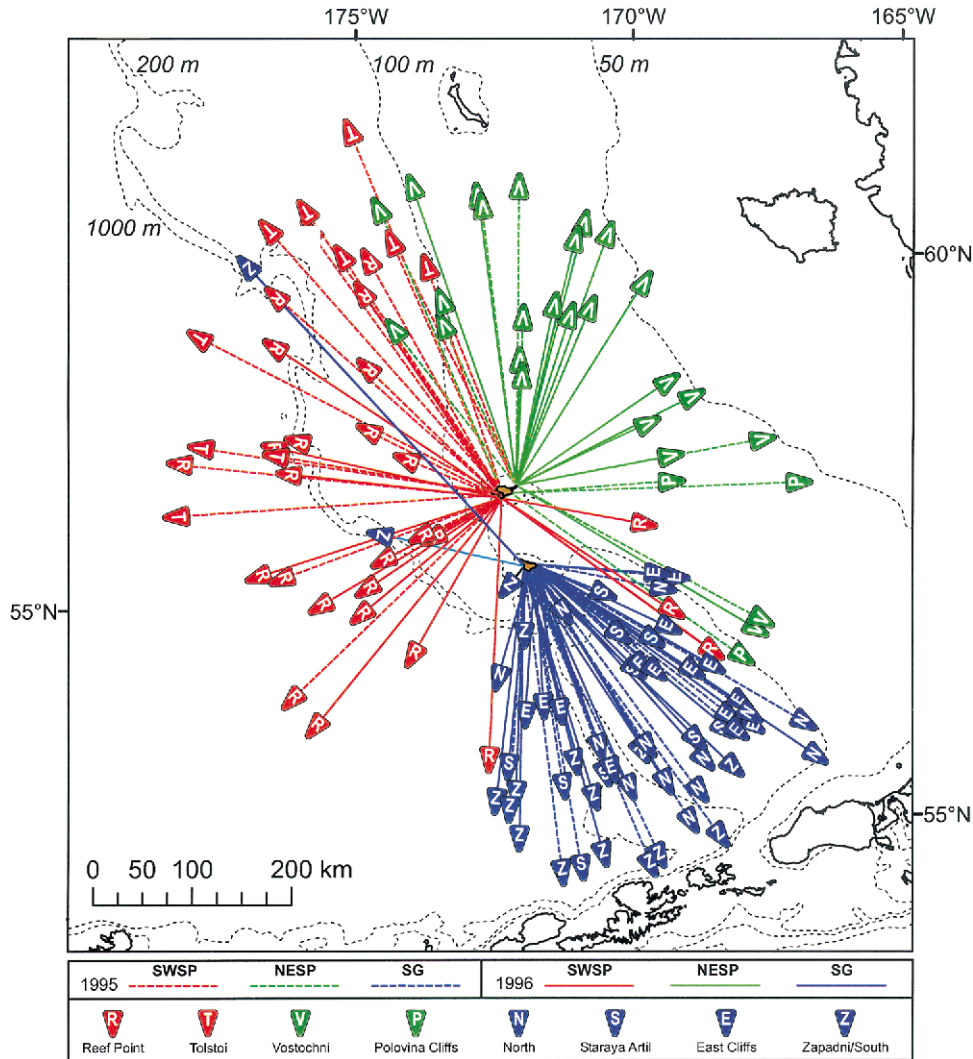 175°W 170°W 165°W
200 m 100 m 50 m
1000 m
60°N
55°N
55°N
0 50 100 200 km
SWSP NESP SG SWSP NESP SG
1995 1996
R T V P N S E Z
Reef Point Tolstoi Vostochni Polovina Cliffs North Staraya Artil East Cliffs Zapadni/South